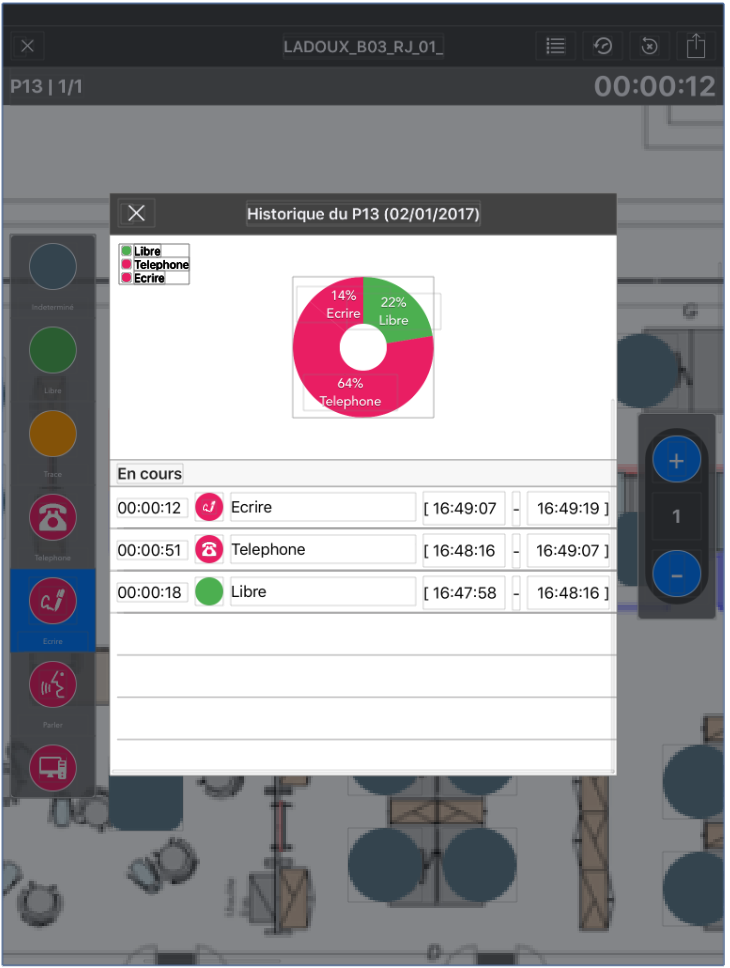 LADOUX_B03_RJ_01_
P13 | 1/1
00:00:12
Historique du P13 (02/01/2017)
Libre
Telephone
Ecrire
14%
Ecrire
22%
Libre
64%
Telephone
Indeterminé
Libre
Trace
Telephone
Ecrire
Parler
G
+
1
-
En cours
00:00:12 Ecrire [ 16:49:07 - 16:49:19 ]
00:00:51 Telephone [ 16:48:16 - 16:49:07 ]
00:00:18 Libre [ 16:47:58 - 16:48:16 ]